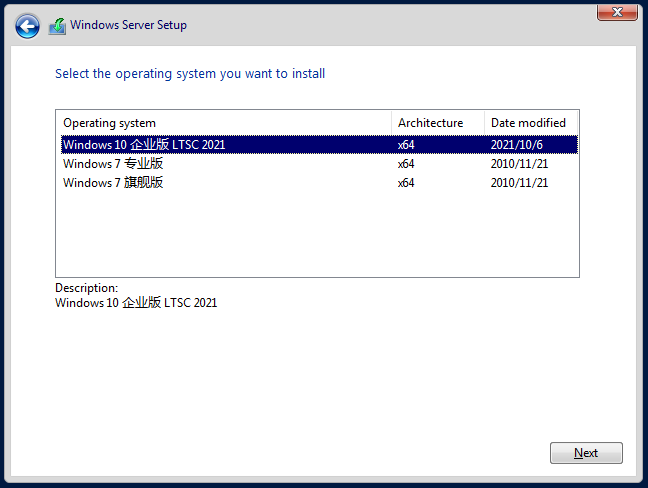 Windows Server Setup
Select the operating system you want to install
Operating system Architecture Date modified
Windows 10 企业版 LTSC 2021 x64 2021/10/6
Windows 7 专业版 x64 2010/11/21
Windows 7 旗舰版 x64 2010/11/21
Description:
Windows 10 企业版 LTSC 2021
Next